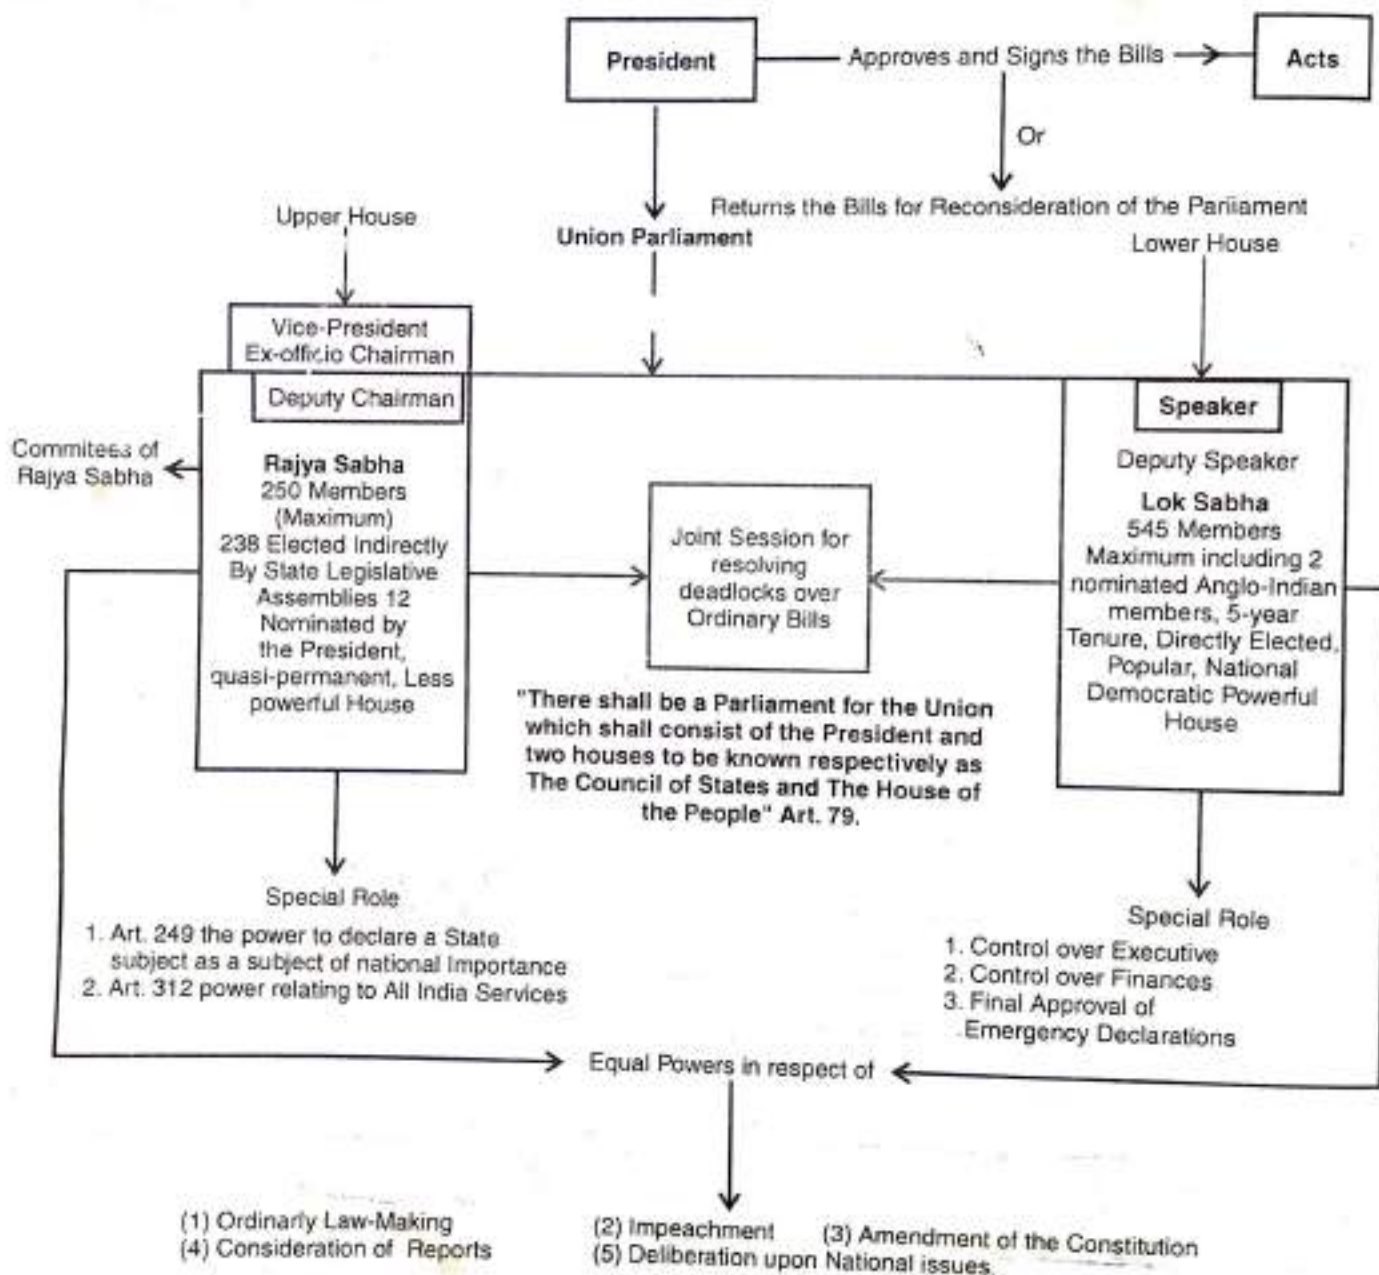 President
Approves and Signs the Bills
Acts
Or
Returns the Bills for Reconsideration of the Parliament
Upper House
Union Parliament
Lower House
Vice-President
Ex-officio Chairman
Deputy Chairman
Commitees of
Rajya Sabha
Rajya Sabha
250 Members
(Maximum)
238 Elected Indirectly
By State Legislative
Assemblies 12
Nominated by
the President,
quasi-permanent, Less
powerful House
Joint Session for
resolving
deadlocks over
Ordinary Bills
Speaker
Deputy Speaker
Lok Sabha
545 Members
Maximum including 2
nominated Anglo-Indian
members, 5-year
Tenure, Directly Elected,
Popular, National
Democratic Powerful
House
"There shall be a Parliament for the Union
which shall consist of the President and
two houses to be known respectively as
The Council of States and The House of
the People" Art. 79.
Special Role
1. Art. 249 the power to declare a State
subject as a subject of national Importance
2. Art. 312 power relating to All India Services
Special Role
1. Control over Executive
2. Control over Finances
3. Final Approval of
Emergency Declarations
Equal Powers in respect of
(1) Ordinarly Law-Making
(2) Impeachment
(3) Amendment of the Constitution
(4) Consideration of Reports
(5) Deliberation upon National issues.